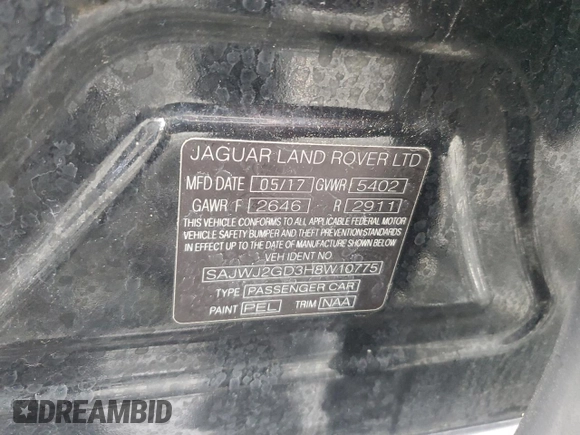 JAGUAR LAND ROVER LTD
MFD DATE 05/17 GVWR 5402
GAWR F 2646 R 2911
THIS VEHICLE CONFORMS TO ALL APPLICABLE FEDERAL MOTOR
VEHICLE SAFETY BUMPER AND THEFT PREVENTION STANDARDS
IN EFFECT ON THE DATE OF MANUFACTURE SHOWN BELOW
VEH IDENT NO
SAJWJ2GD3H8W10775
TYPE PASSENGER CAR
PAINT PEL TRIM NAA
DREAMBID